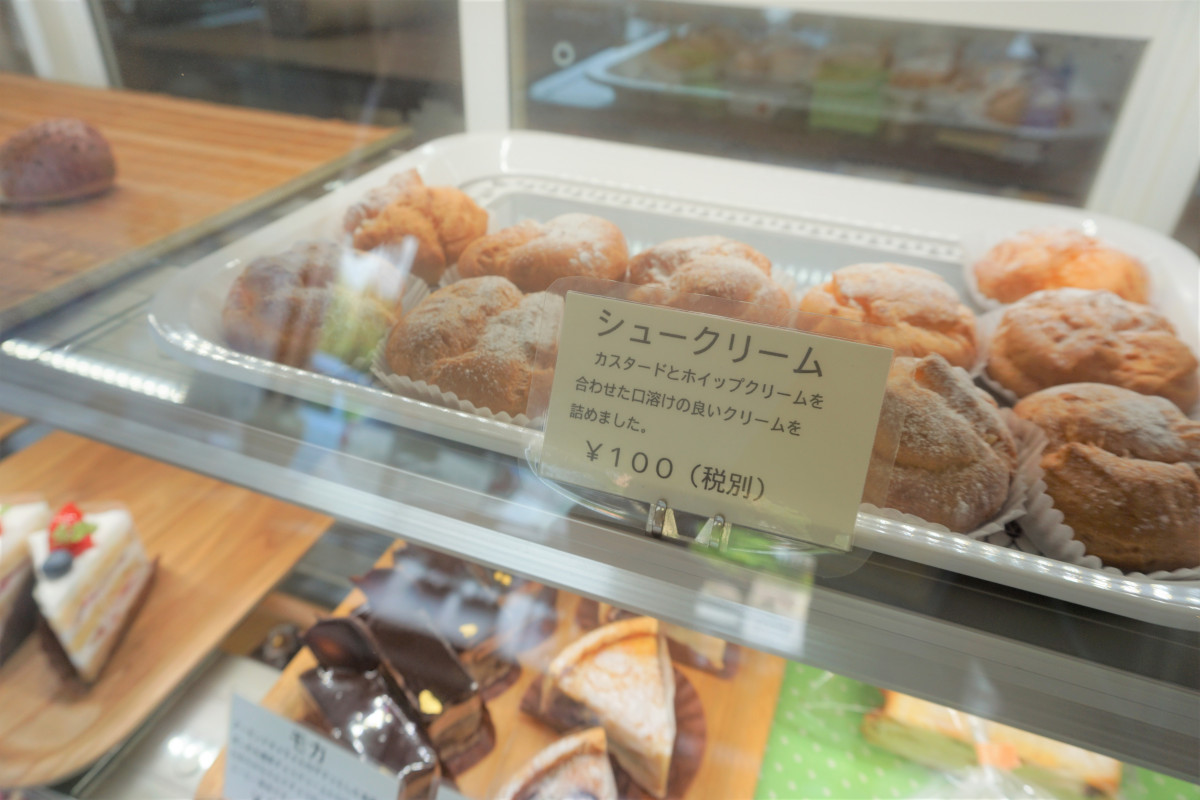 シュークリーム
カスタードとホイップクリームを
合わせた口溶けの良いクリームを
詰めました。
￥１００（税別）
モカ